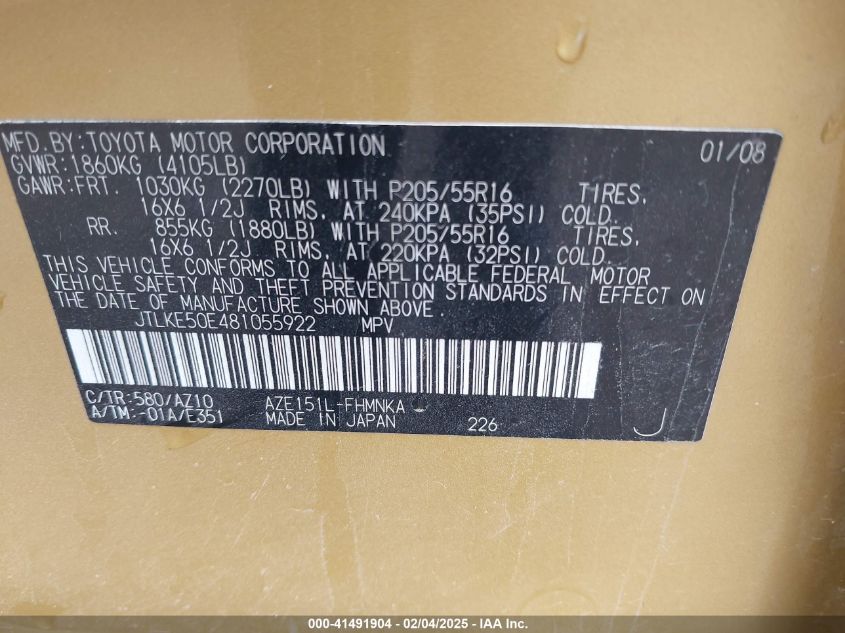 MFD. BY: TOYOTA MOTOR CORPORATION 01/08
GVWR: 1860KG (4105LB)
GAWR: FRT. 1030KG (2270LB) WITH P205/55R16 TIRES.
16X6 1/2J RIMS. AT 240KPA (35PSI) COLD.
RR. 855KG (1880LB) WITH P205/55R16 TIRES.
16X6 1/2J RIMS. AT 220KPA (32PSI) COLD.
THIS VEHICLE CONFORMS TO ALL APPLICABLE FEDERAL MOTOR
VEHICLE SAFETY AND THEFT PREVENTION STANDARDS IN EFFECT ON
THE DATE OF MANUFACTURE SHOWN ABOVE.
JTLKE50E481055922 MPV
C/TR: 580/AZ10 AZE151L-FHMNKA
A/TM: -01A/E351 MADE IN JAPAN 226 J
000-41491904 - 02/04/2025 - IAA Inc.